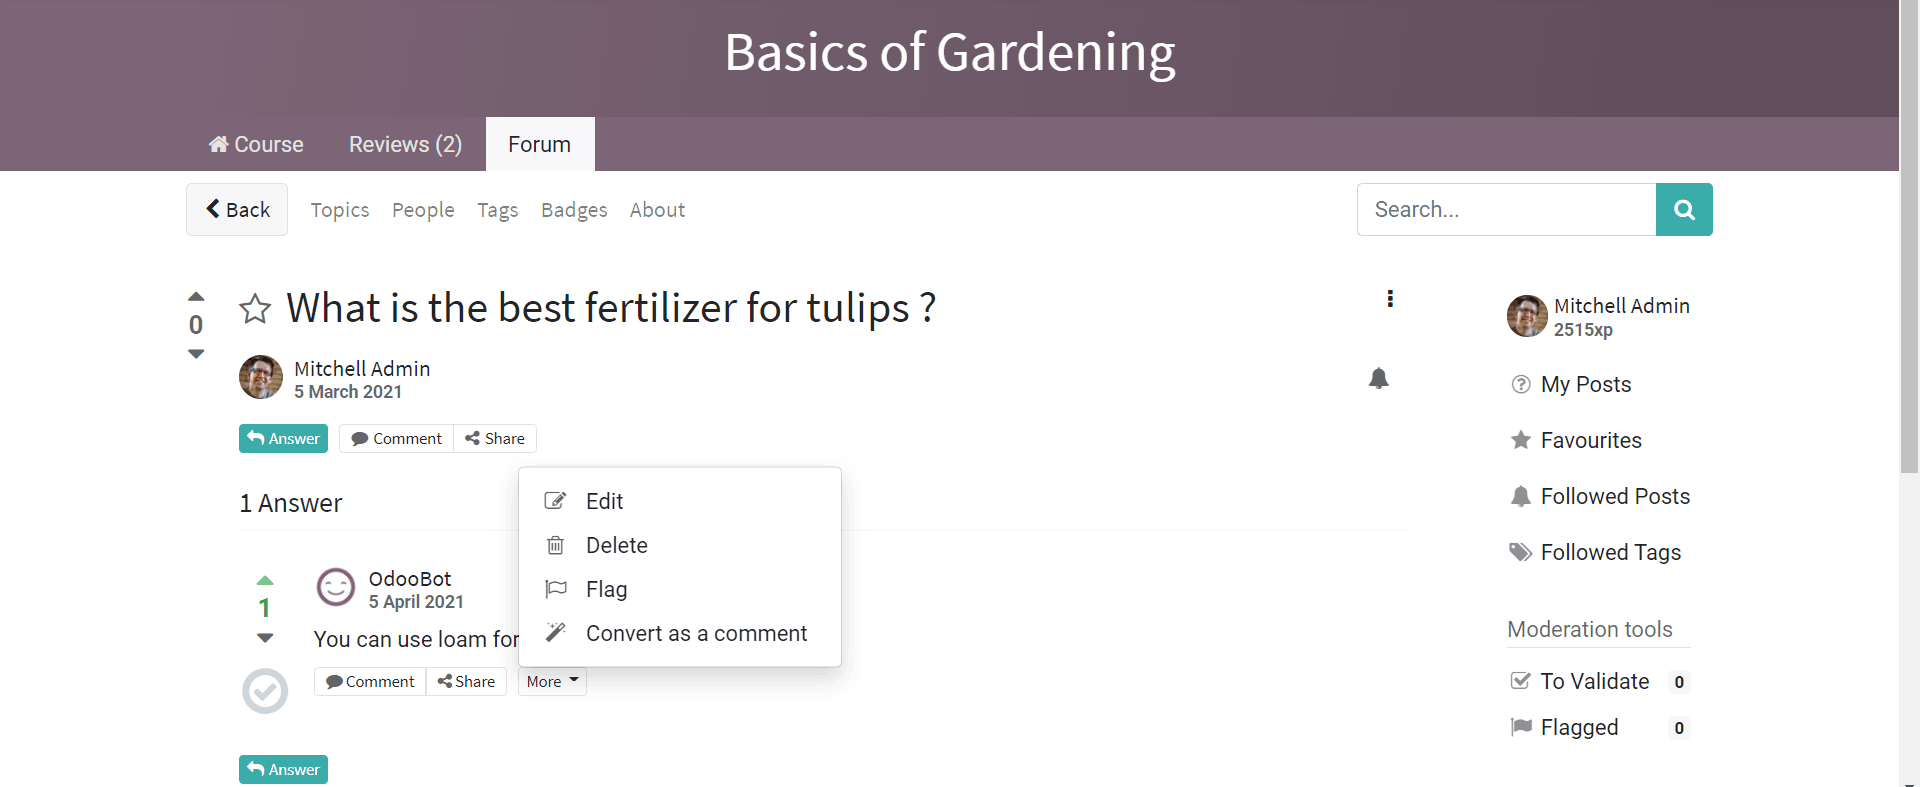 Basics of Gardening
Course Reviews (2) Forum
Back Topics People Tags Badges About Search...
0
What is the best fertilizer for tulips ?
Mitchell Admin
5 March 2021
Answer Comment Share
1 Answer
Edit
Delete
Flag
Convert as a comment
1
OdooBot
5 April 2021
You can use loam for
Comment Share More
Answer
Mitchell Admin
2515xp
My Posts
Favourites
Followed Posts
Followed Tags
Moderation tools
To Validate 0
Flagged 0